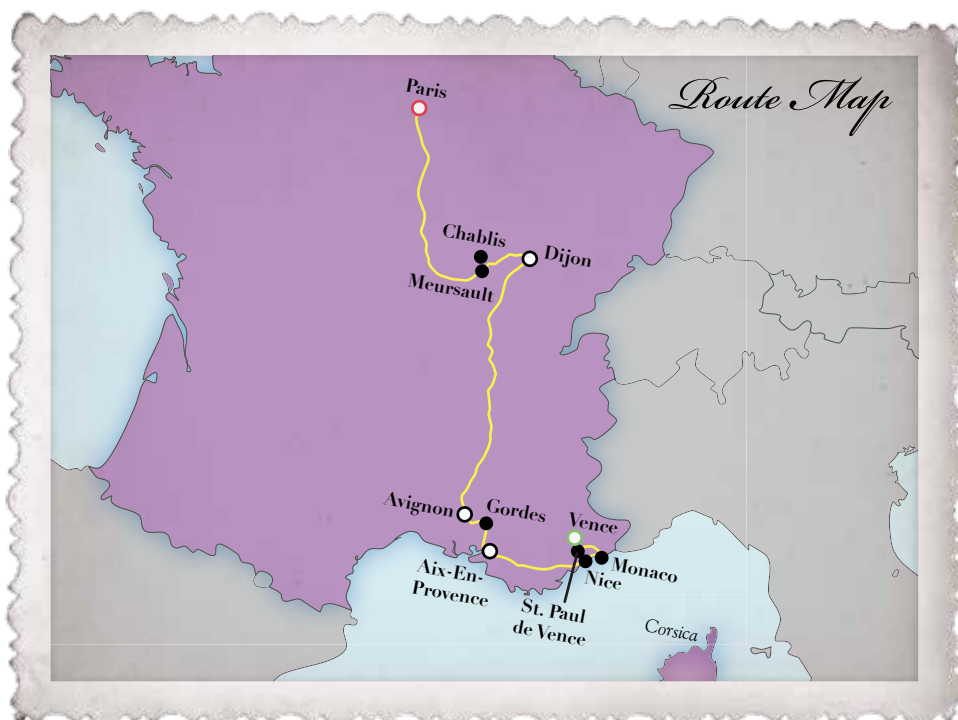 Route Map
Paris
Chablis
Dijon
Meursault
Avignon
Gordes
Vence
Aix-En-
Provence
Monaco
Nice
St. Paul
de Vence
Corsica